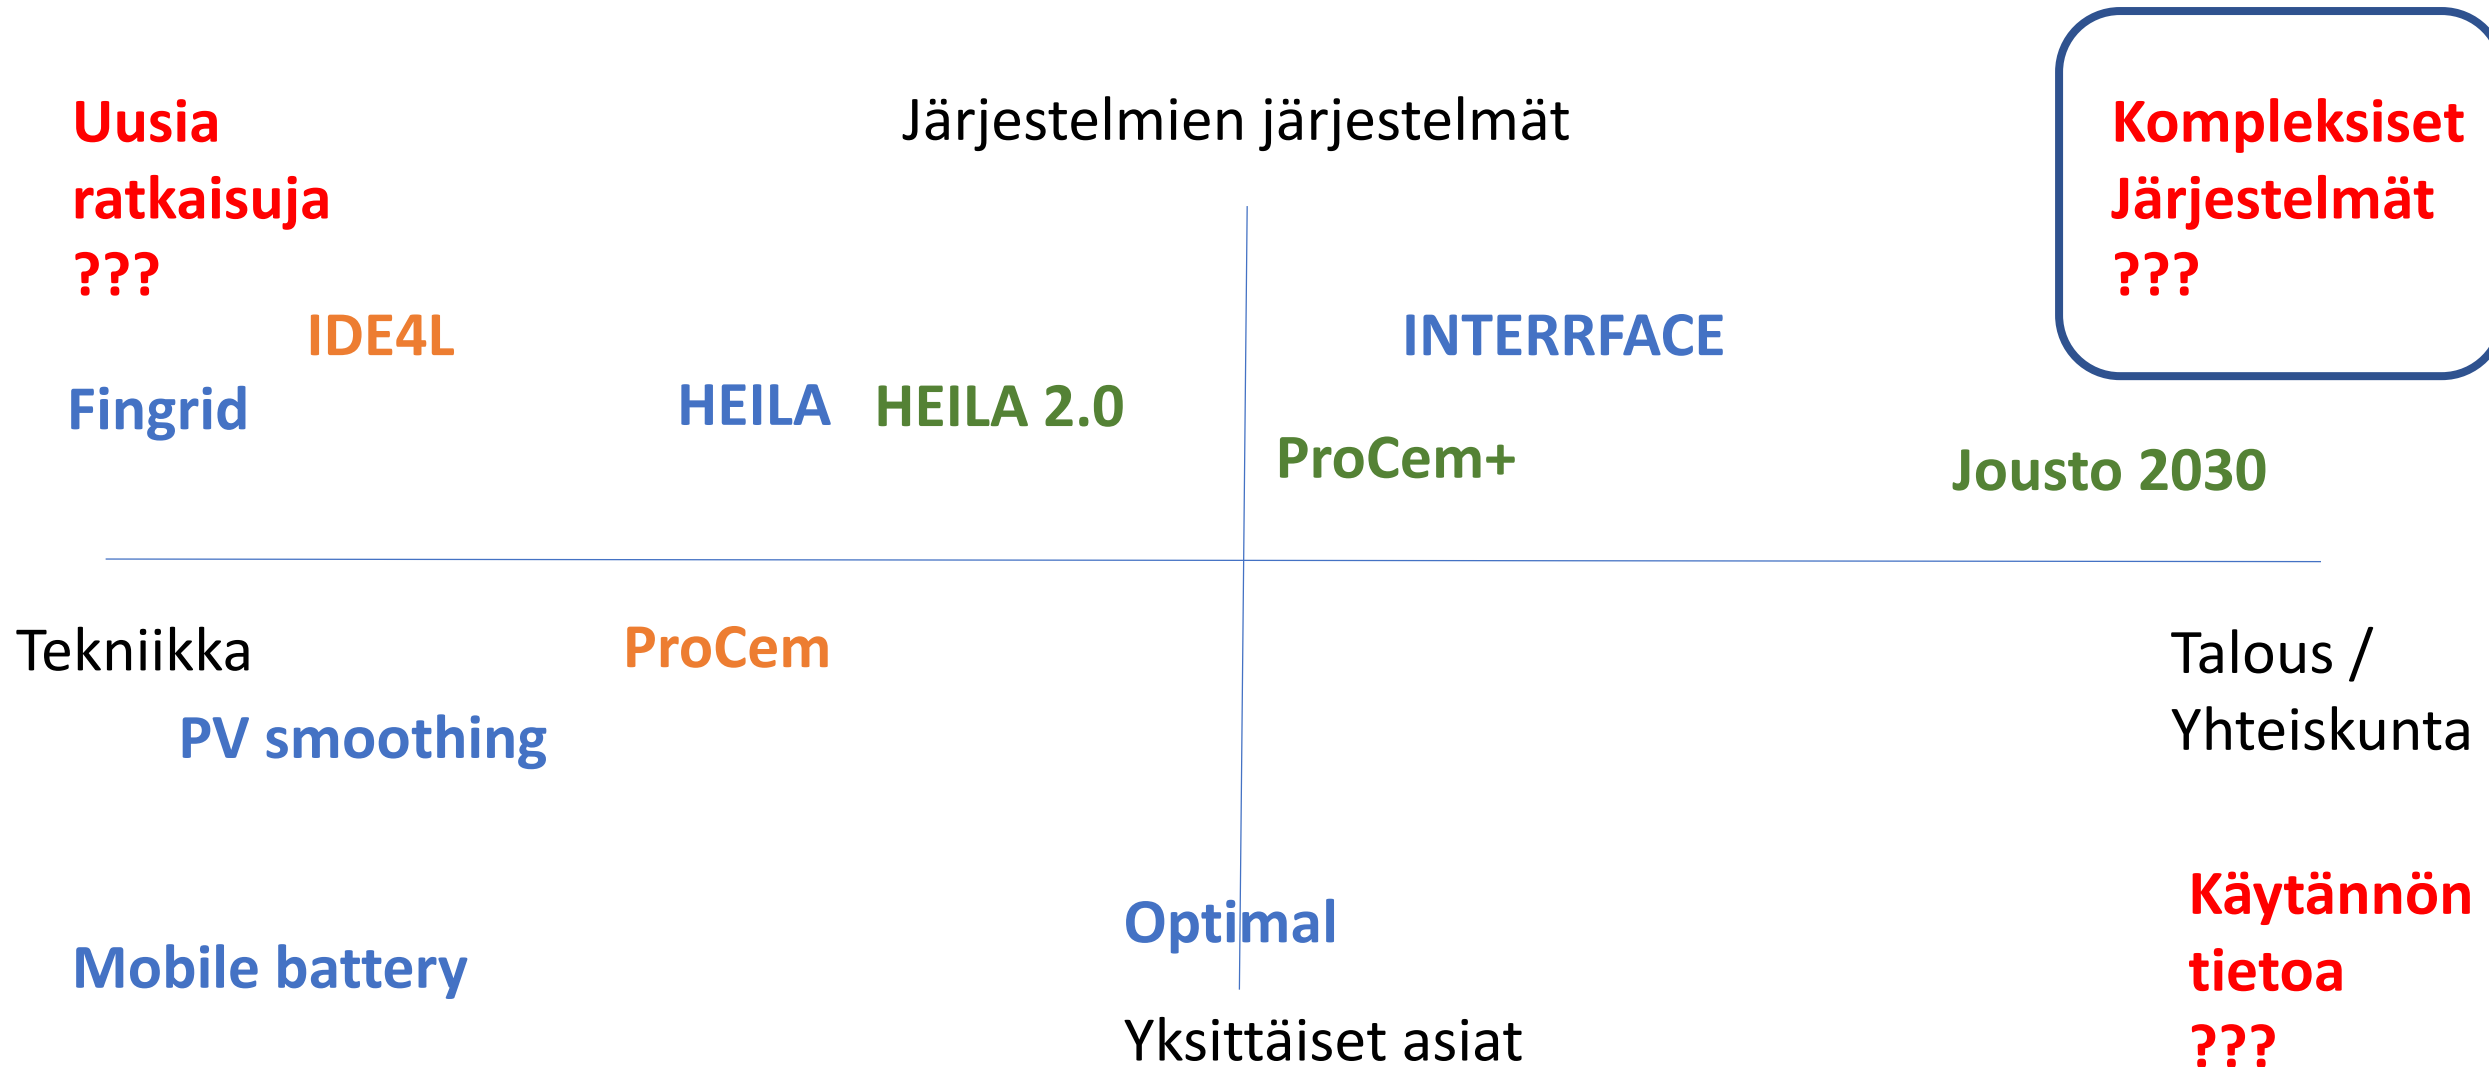 Uusia
ratkaisuja
???
Järjestelmien järjestelmät
Kompleksiset
Järjestelmät
???
IDE4L
INTERRFACE
Fingrid
HEILA
HEILA 2.0
ProCem+
Jousto 2030
Tekniikka
ProCem
Talous /
Yhteiskunta
PV smoothing
Optimal
Mobile battery
Käytännön
tietoa
???
Yksittäiset asiat